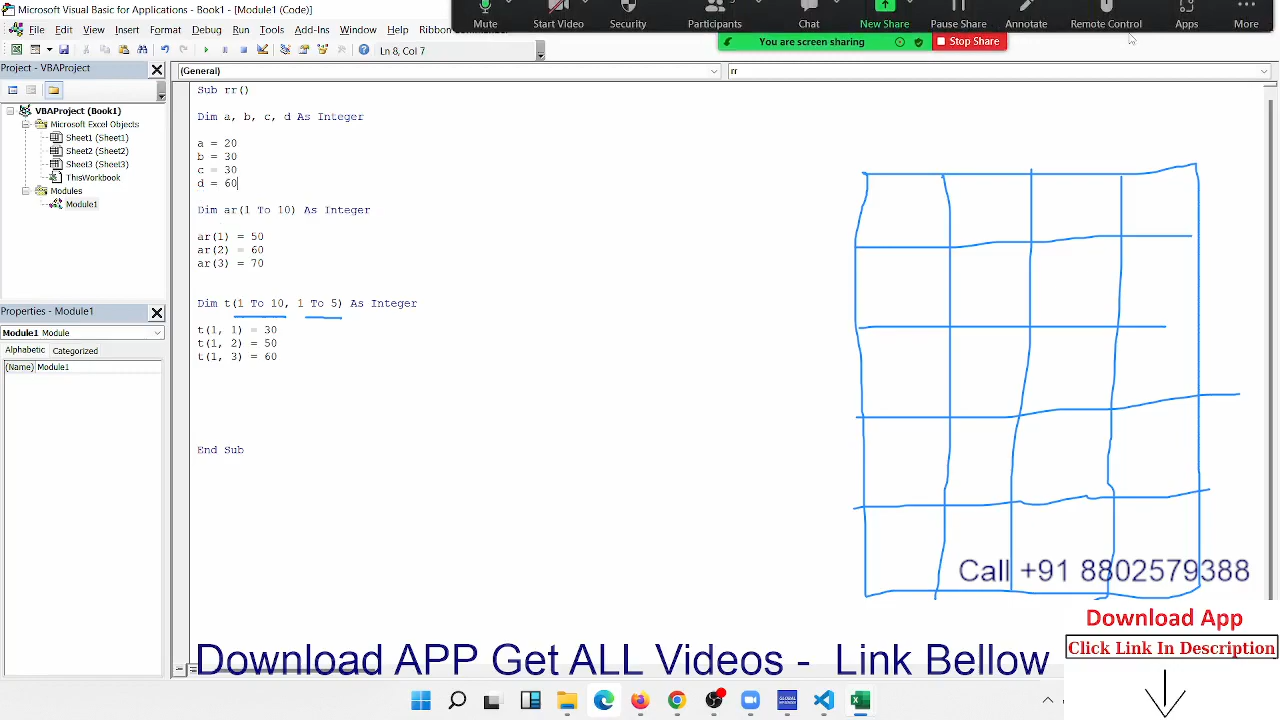 Microsoft Visual Basic for Applications - Book1 - [Module1 (Code)]
Mute
Start Video
Security
Participants
Chat
New Share
Pause Share
Annotate
Remote Control
Apps
More
File Edit View Insert Format Debug Run Tools Add-Ins Window Help
Ln 8, Col 7
You are screen sharing
Stop Share
Project - VBAProject
(General)
rr
VBAProject (Book1)
Microsoft Excel Objects
Sheet1 (Sheet1)
Sheet2 (Sheet2)
Sheet3 (Sheet3)
ThisWorkbook
Modules
Module1
Properties - Module1
Module1 Module
Alphabetic Categorized
(Name) Module1
Sub rr()
Dim a, b, c, d As Integer
a = 20
b = 30
c = 30
d = 60
Dim ar(1 To 10) As Integer
ar(1) = 50
ar(2) = 60
ar(3) = 70
Dim t(1 To 10, 1 To 5) As Integer
t(1, 1) = 30
t(1, 2) = 50
t(1, 3) = 60
End Sub
Call +91 8802579388
Download App
Click Link In Description
Download APP Get ALL Videos - Link Bellow